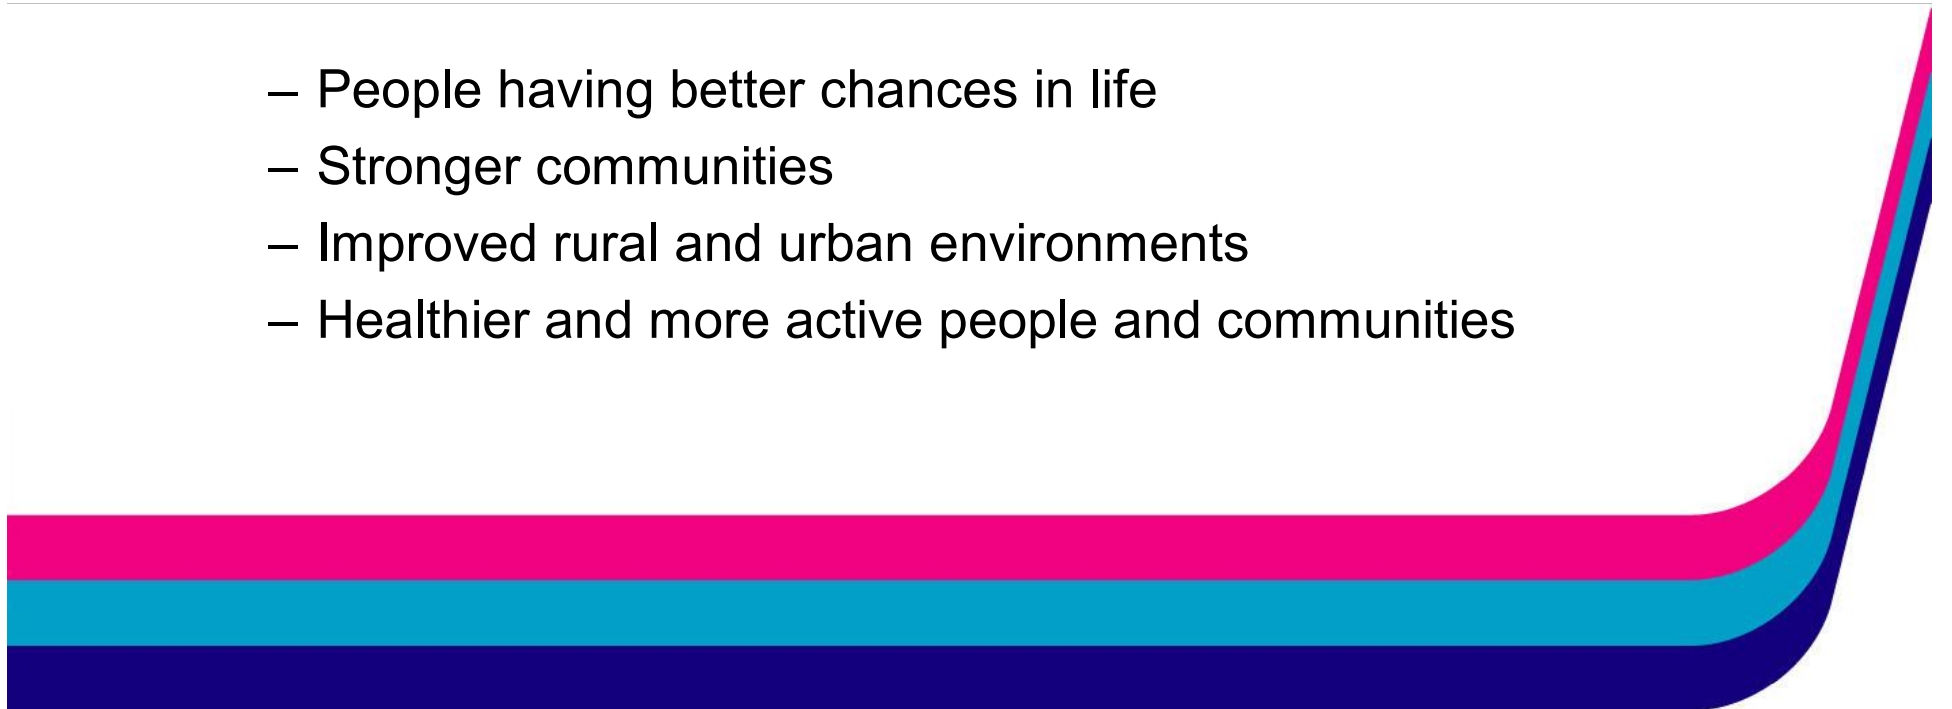 – People having better chances in life
– Stronger communities
– Improved rural and urban environments
– Healthier and more active people and communities